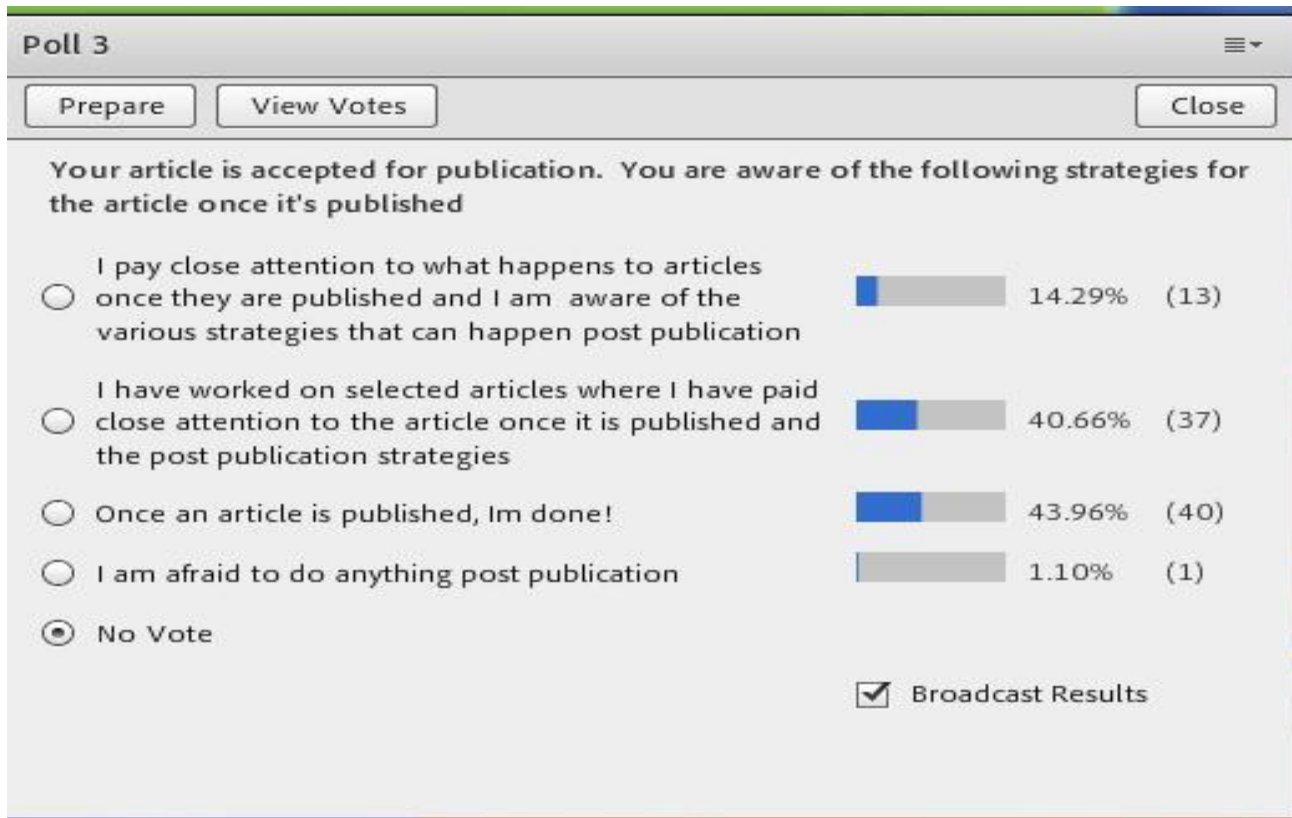 Poll 3
Prepare View Votes Close
Your article is accepted for publication.  You are aware of the following strategies for
the article once it's published
I pay close attention to what happens to articles
once they are published and I am  aware of the
various strategies that can happen post publication
14.29% (13)
I have worked on selected articles where I have paid
close attention to the article once it is published and
the post publication strategies
40.66% (37)
Once an article is published, Im done! 43.96% (40)
I am afraid to do anything post publication 1.10% (1)
No Vote
Broadcast Results